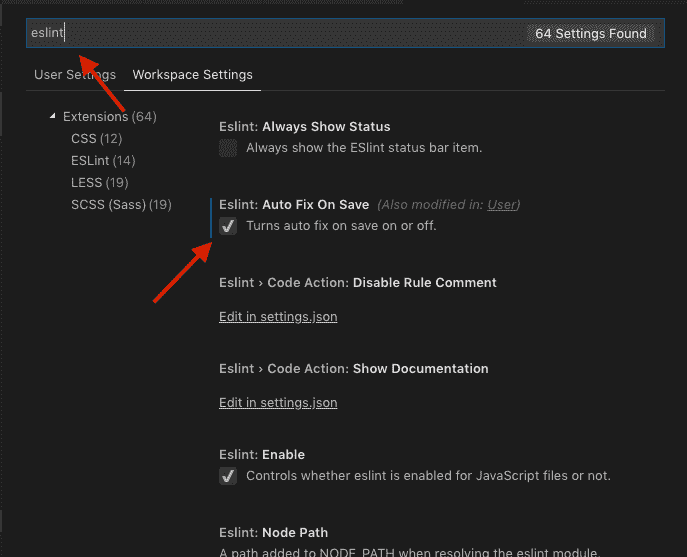 eslint
64 Settings Found
User Settings
Workspace Settings
Extensions (64)
CSS (12)
ESLint (14)
LESS (19)
SCSS (Sass) (19)
Eslint: Always Show Status
Always show the ESlint status bar item.
Eslint: Auto Fix On Save (Also modified in: User)
Turns auto fix on save on or off.
Eslint › Code Action: Disable Rule Comment
Edit in settings.json
Eslint › Code Action: Show Documentation
Edit in settings.json
Eslint: Enable
Controls whether eslint is enabled for JavaScript files or not.
Eslint: Node Path
A path added to NODE_PATH when resolving the eslint module.